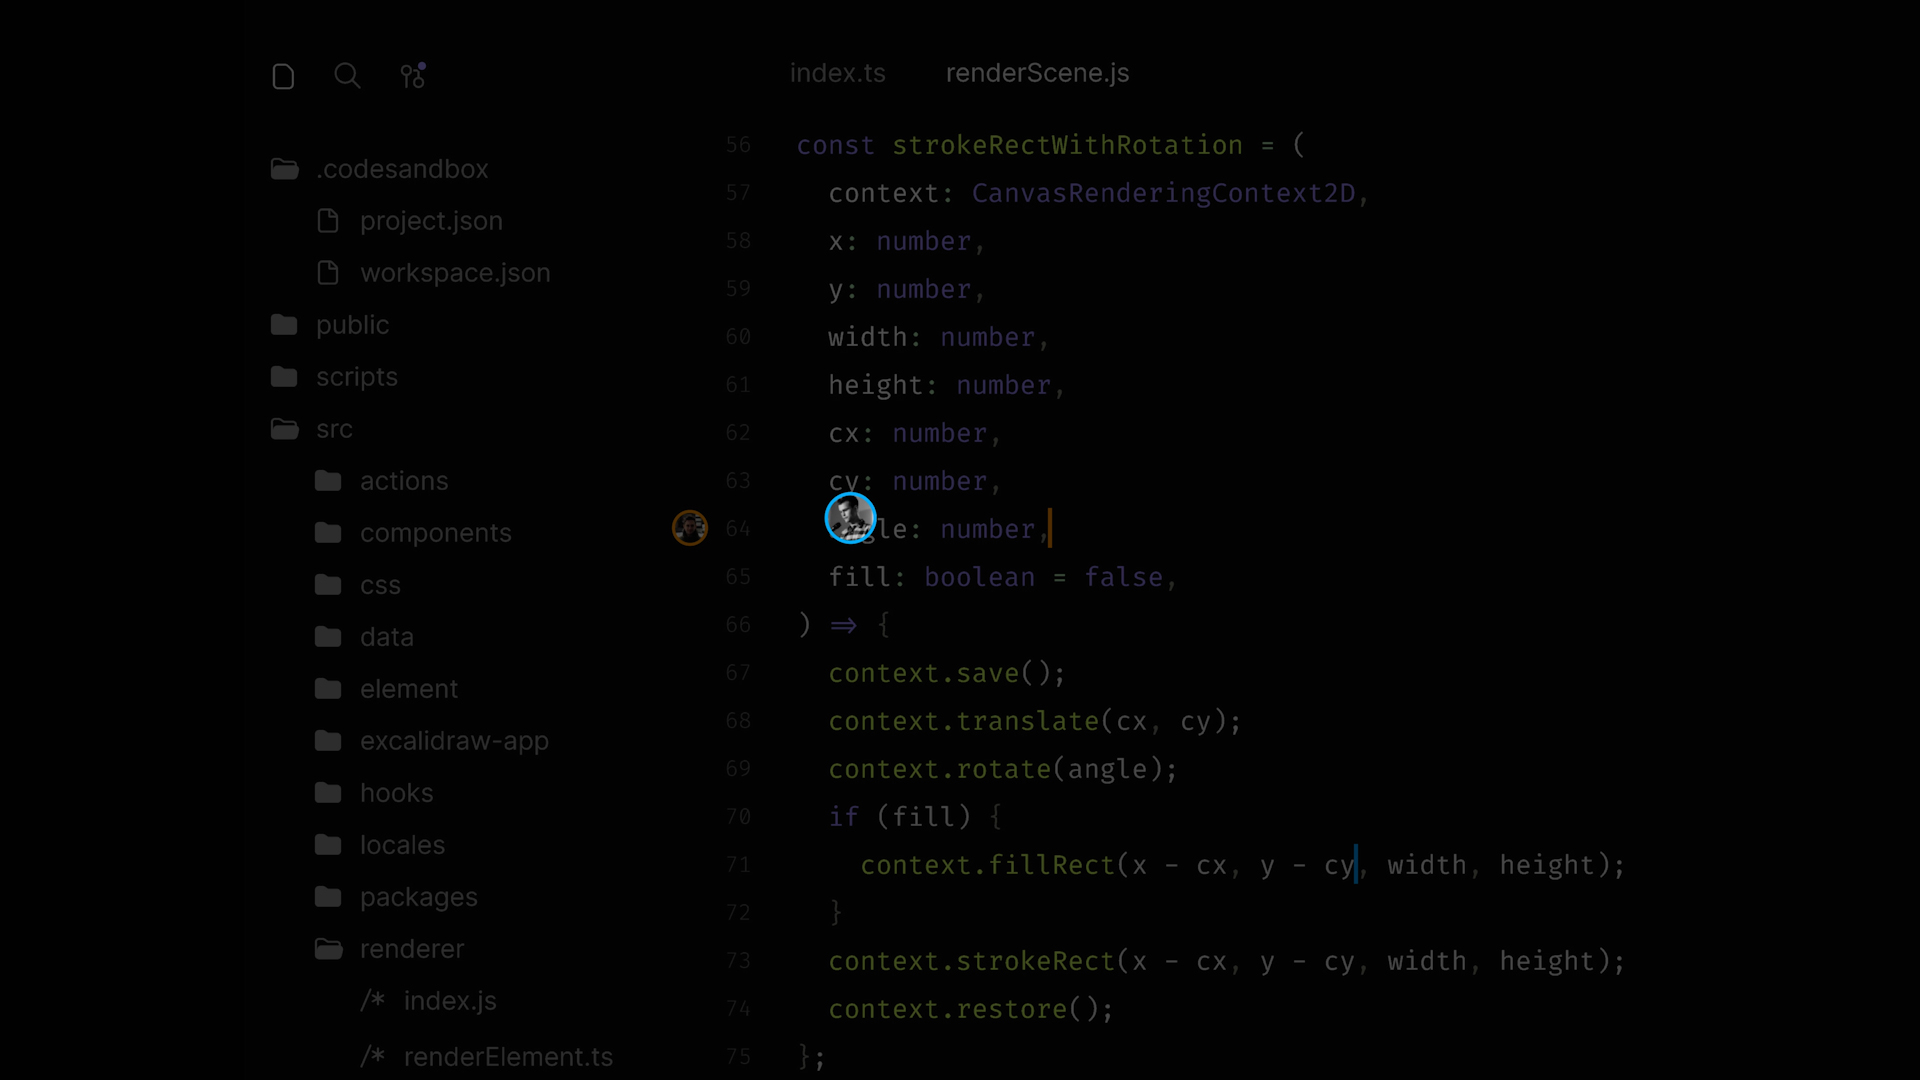 index.ts renderScene.js
.codesandbox
project.json
workspace.json
public
scripts
src
actions
components
css
data
element
excalidraw-app
hooks
locales
packages
renderer
/* index.js
/* renderElement.ts
56 const strokeRectWithRotation = (
57 context: CanvasRenderingContext2D,
58 x: number,
59 y: number,
60 width: number,
61 height: number,
62 cx: number,
63 cy: number,
64 gle: number,
65 fill: boolean = false,
66 ) => {
67 context.save();
68 context.translate(cx, cy);
69 context.rotate(angle);
70 if (fill) {
71 context.fillRect(x - cx, y - cy, width, height);
72 }
73 context.strokeRect(x - cx, y - cy, width, height);
74 context.restore();
75 };